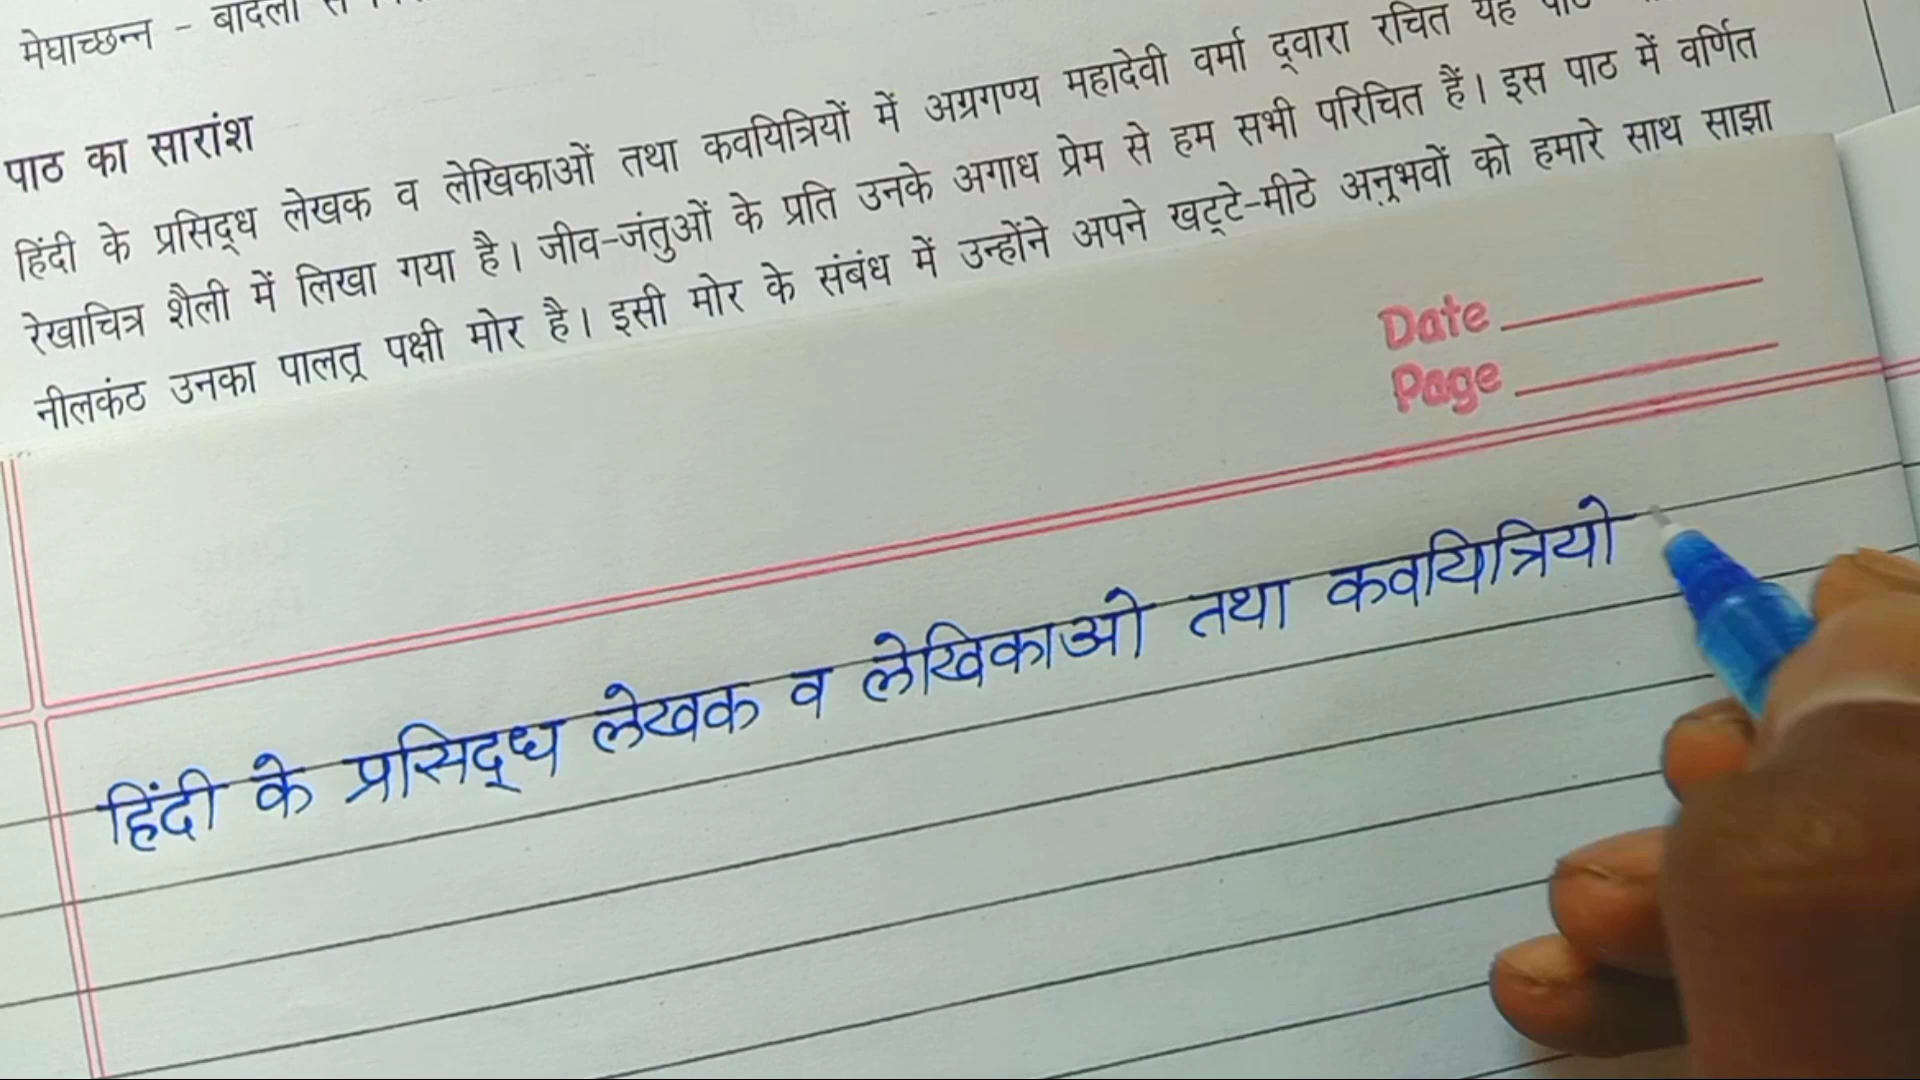 मेघाच्छन्न - बादलों से
पाठ का सारांश
हिंदी के प्रसिद्ध लेखक व लेखिकाओं तथा कवयित्रियों में अग्रगण्य महादेवी वर्मा द्वारा रचित यह पाठ
रेखाचित्र शैली में लिखा गया है। जीव-जंतुओं के प्रति उनके अगाध प्रेम से हम सभी परिचित हैं। इस पाठ में वर्णित
नीलकंठ उनका पालतू पक्षी मोर है। इसी मोर के संबंध में उन्होंने अपने खट्टे-मीठे अनुभवों को हमारे साथ साझा
Date
Page
हिंदी के प्रसिद्ध लेखक व लेखिकाओ तथा कवयित्रियो